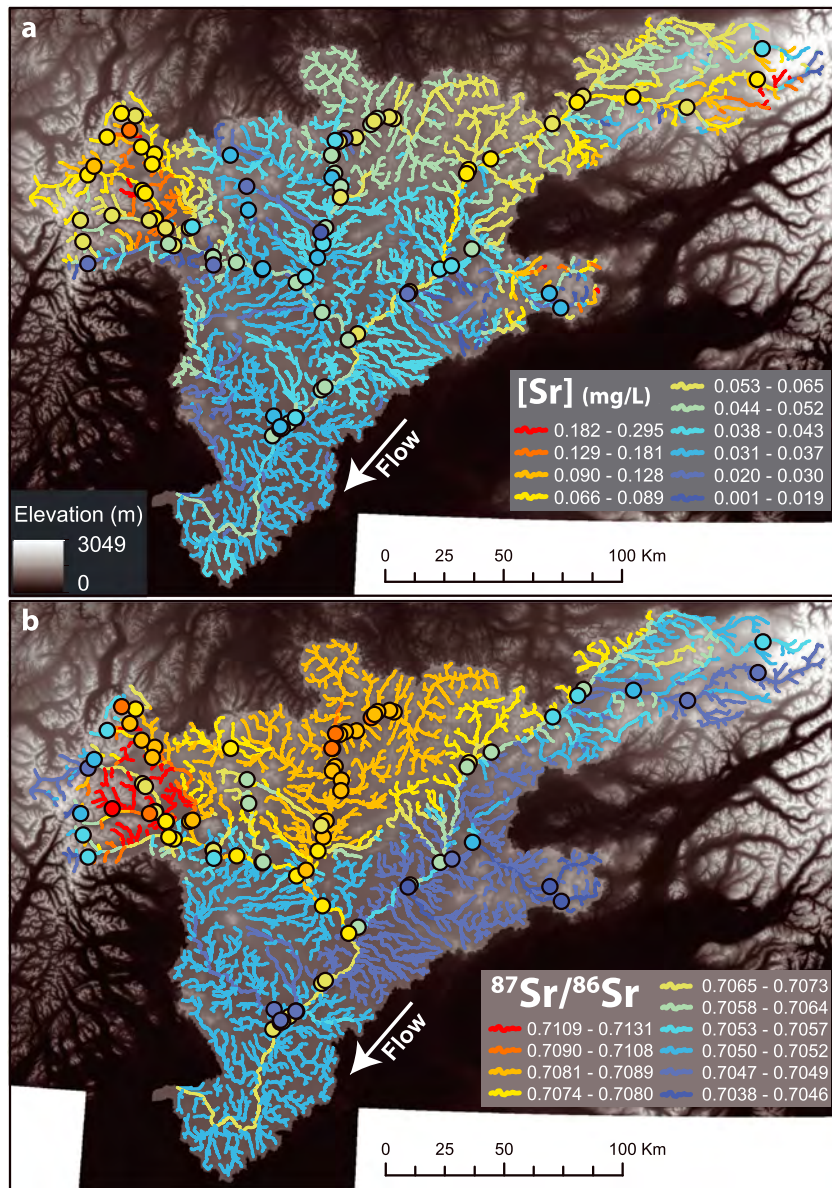 a
[Sr] (mg/L)
0.182 - 0.295
0.129 - 0.181
0.090 - 0.128
0.066 - 0.089
0.053 - 0.065
0.044 - 0.052
0.038 - 0.043
0.031 - 0.037
0.020 - 0.030
0.001 - 0.019
Flow
Elevation (m)
3049
0
0 25 50 100 Km
b
⁸⁷Sr/⁸⁶Sr
0.7109 - 0.7131
0.7090 - 0.7108
0.7081 - 0.7089
0.7074 - 0.7080
0.7065 - 0.7073
0.7058 - 0.7064
0.7053 - 0.7057
0.7050 - 0.7052
0.7047 - 0.7049
0.7038 - 0.7046
Flow
0 25 50 100 Km